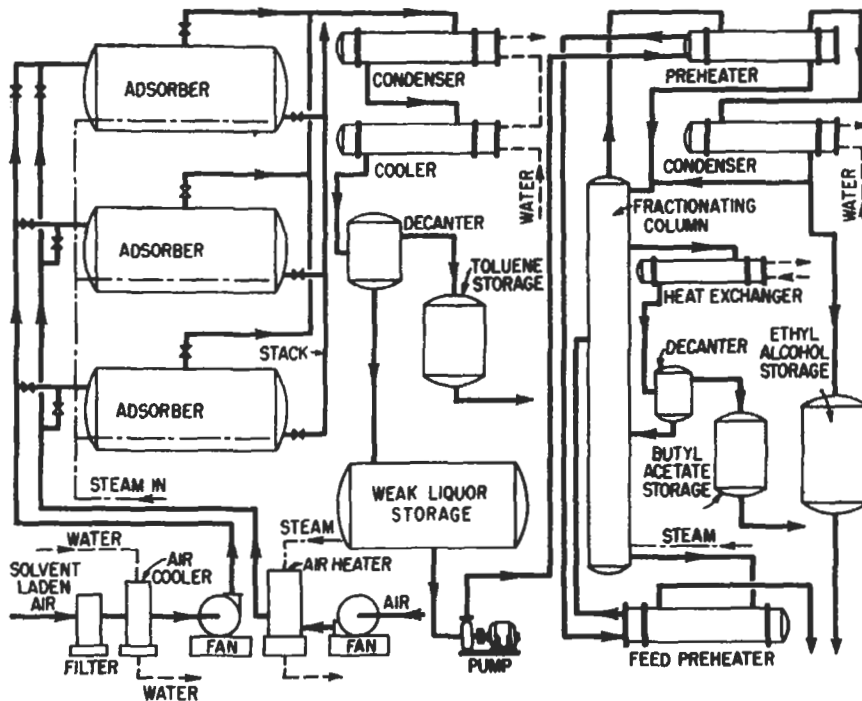 ADSORBER
CONDENSER
COOLER
WATER
PREHEATER
CONDENSER
WATER
FRACTIONATING
COLUMN
ADSORBER
DECANTER
TOLUENE
STORAGE
HEAT EXCHANGER
STACK
DECANTER
ETHYL
ALCOHOL
STORAGE
ADSORBER
BUTYL
ACETATE
STORAGE
STEAM IN
WEAK LIQUOR
STORAGE
STEAM
STEAM
WATER
AIR
COOLER
AIR HEATER
SOLVENT
LADEN
AIR
AIR
FILTER
FAN
FAN
PUMP
FEED PREHEATER
WATER